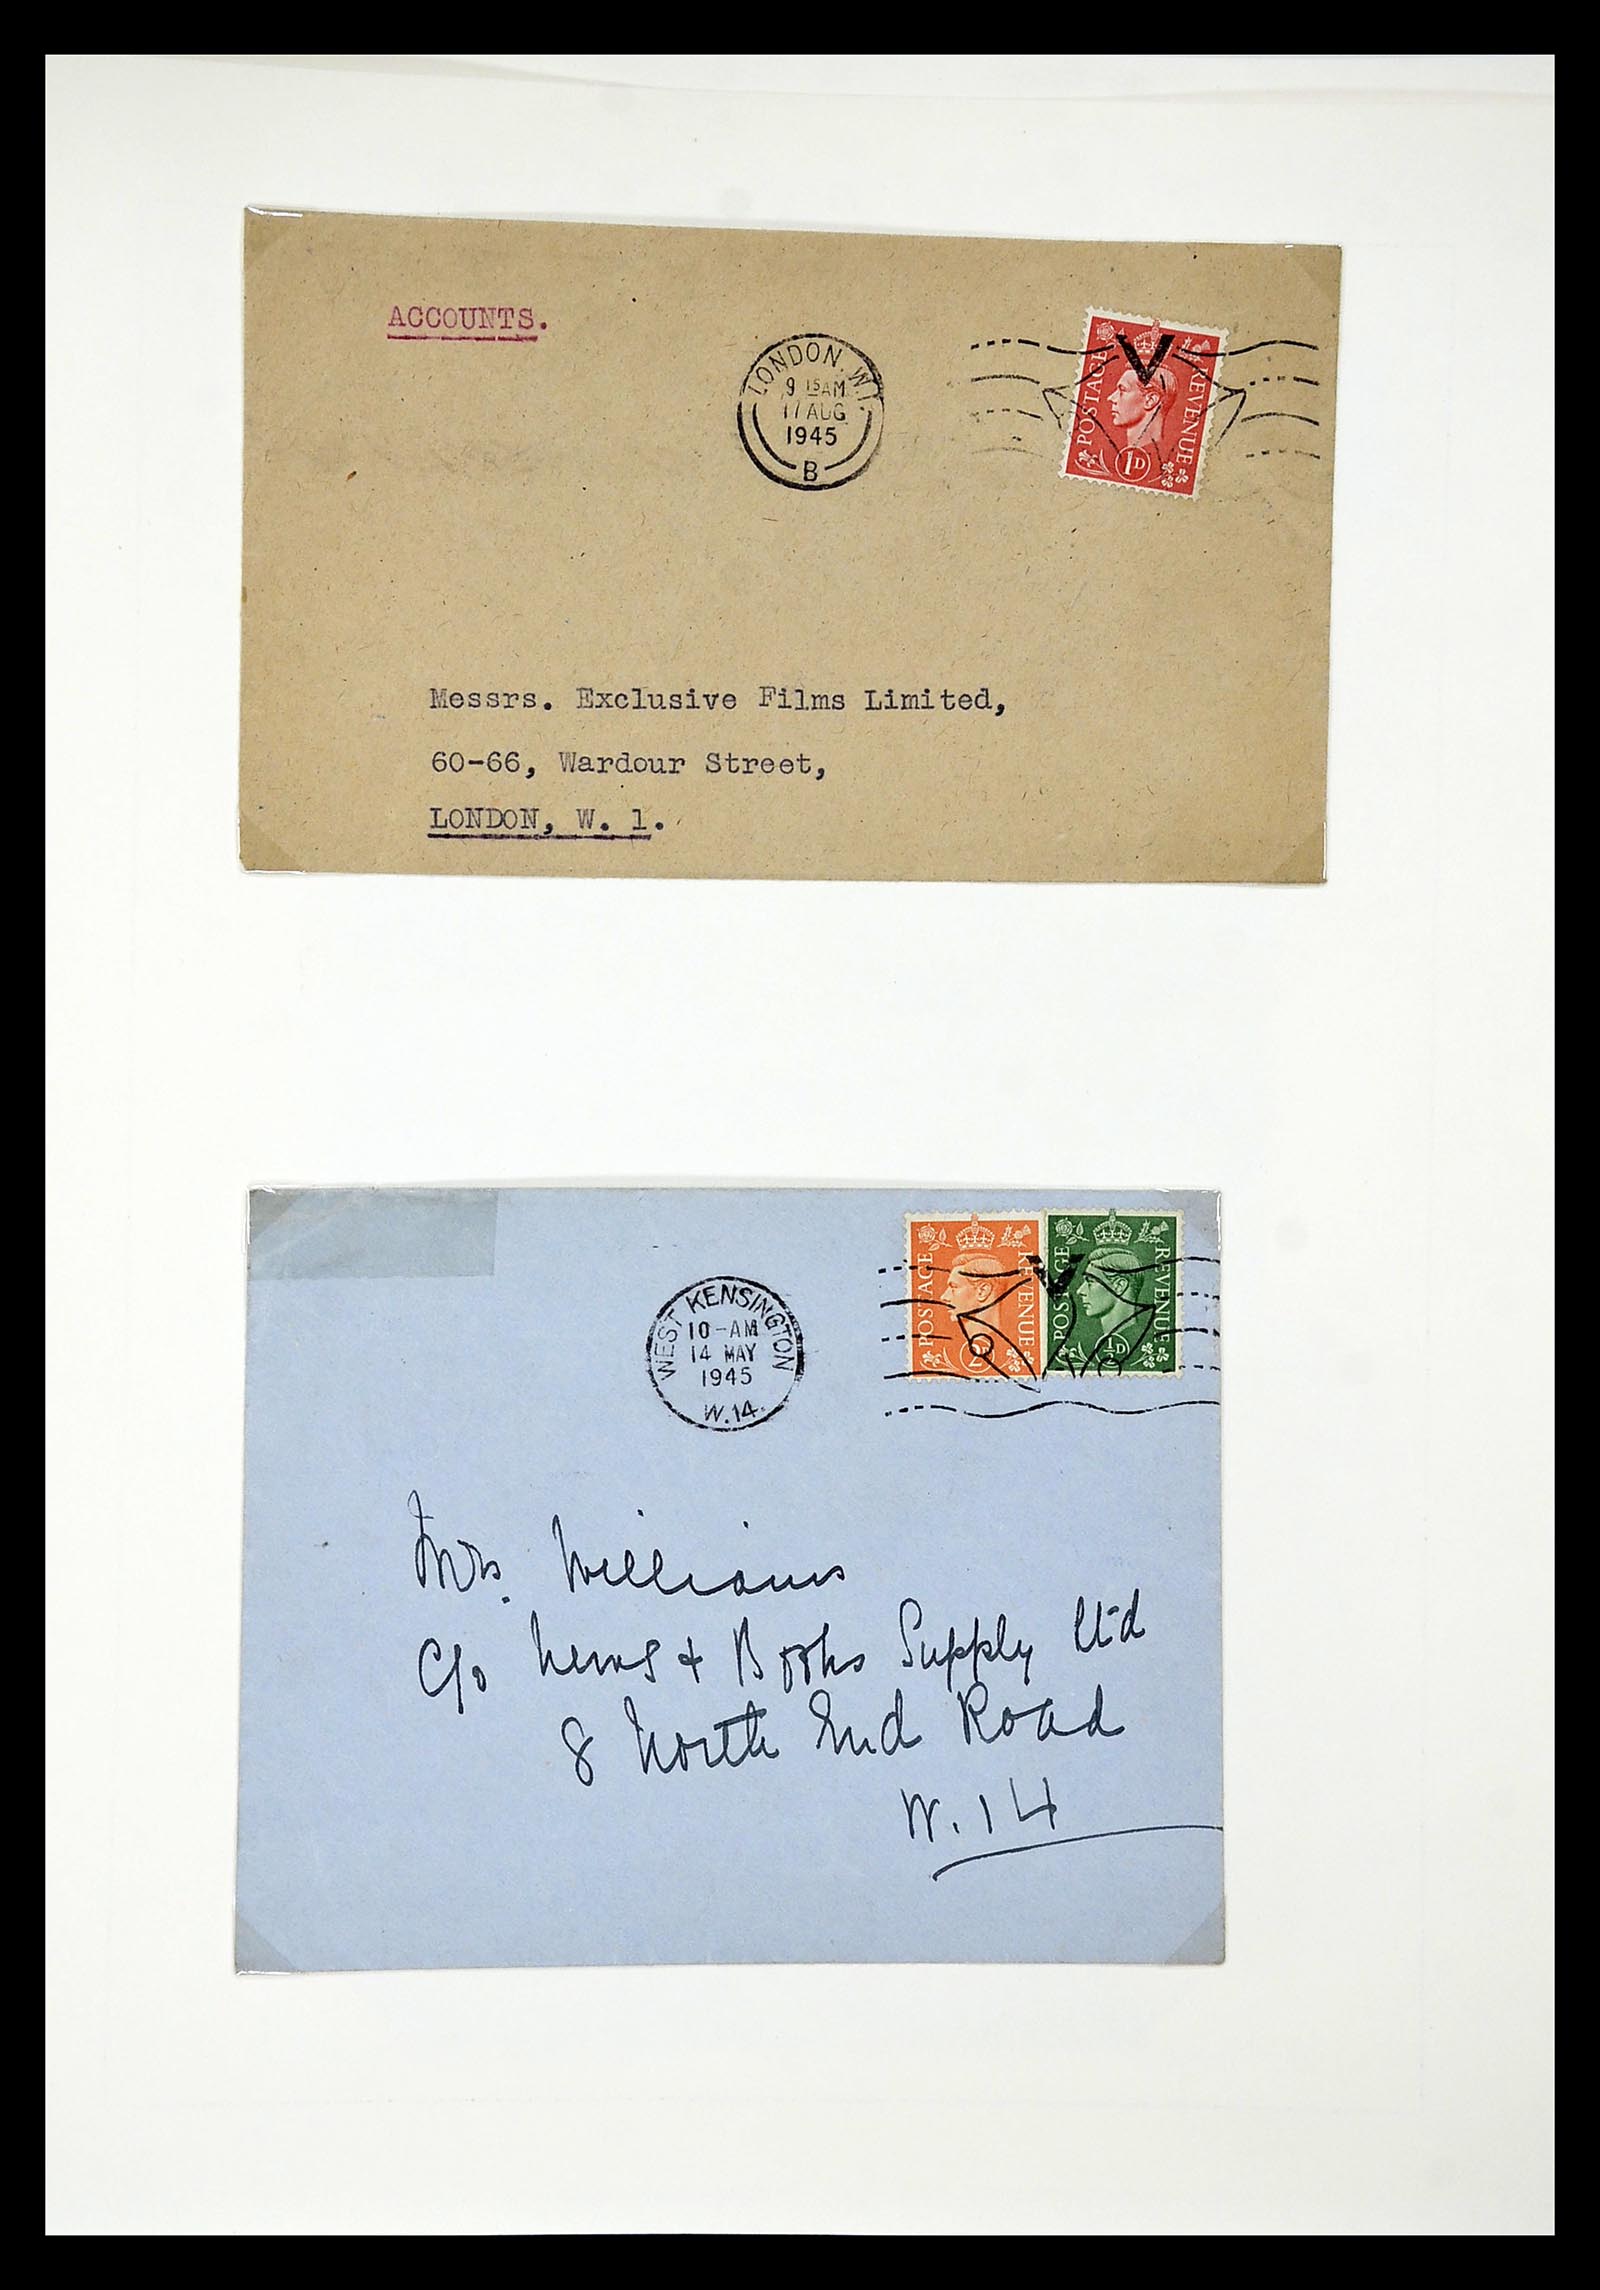 ACCOUNTS.
LONDON. W.1.
9 15AM
17 AUG
1945
B
POSTAGE
REVENUE
V
1D
Messrs. Exclusive Films Limited,
60-66, Wardour Street,
LONDON, W. 1.
WEST KENSINGTON
10-AM
14 MAY
1945
W.14.
POSTAGE
REVENUE
V
POSTAGE
REVENUE
½D
Mrs. Williams
C/o News & Books Supply Ltd
8 North End Road
W.14